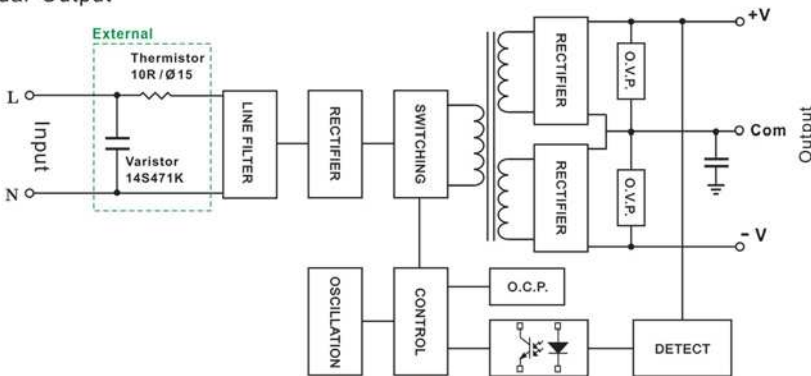 Output
External
Thermistor
10R / Ø15
L
Input
N
Varistor
14S471K
LINE FILTER
RECTIFIER
SWITCHING
RECTIFIER
RECTIFIER
O.V.P.
O.V.P.
+V
Com
- V
Output
OSCILLATION
CONTROL
O.C.P.
DETECT